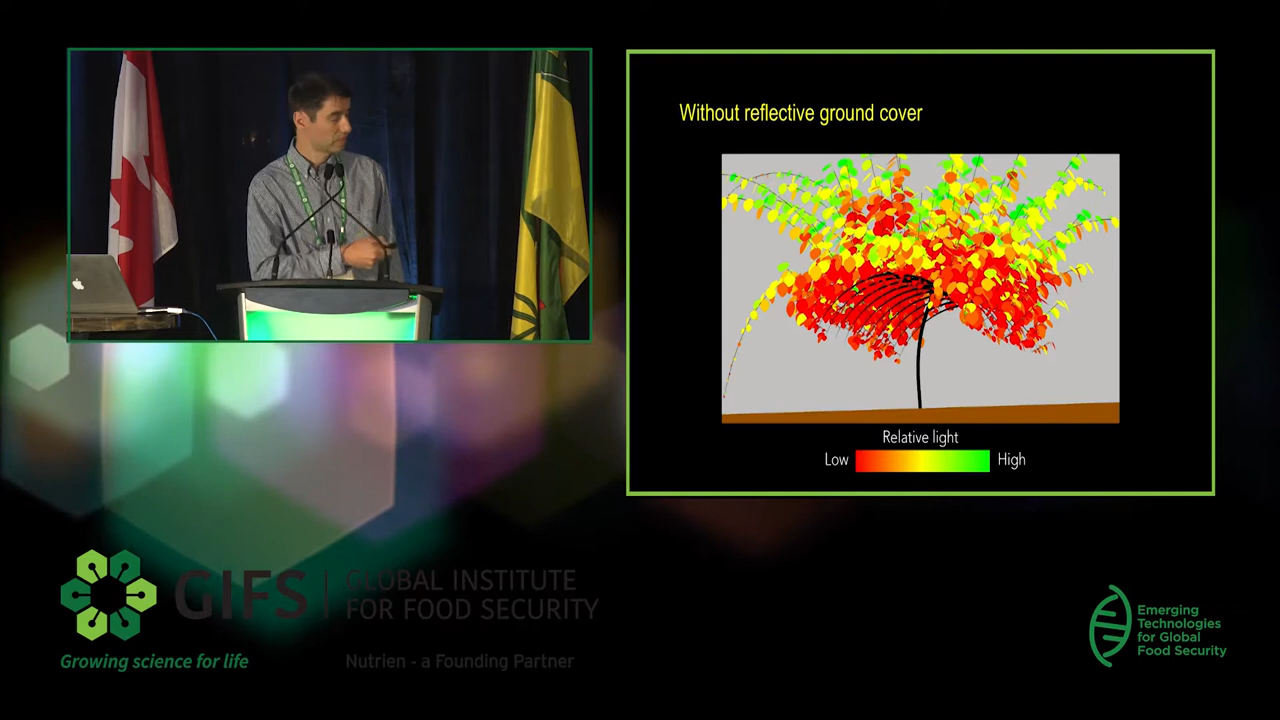 Without reflective ground cover
Relative light
Low
High
GIFS
GLOBAL INSTITUTE
FOR FOOD SECURITY
Growing science for life
Nutrien - a Founding Partner
Emerging
Technologies
for Global
Food Security